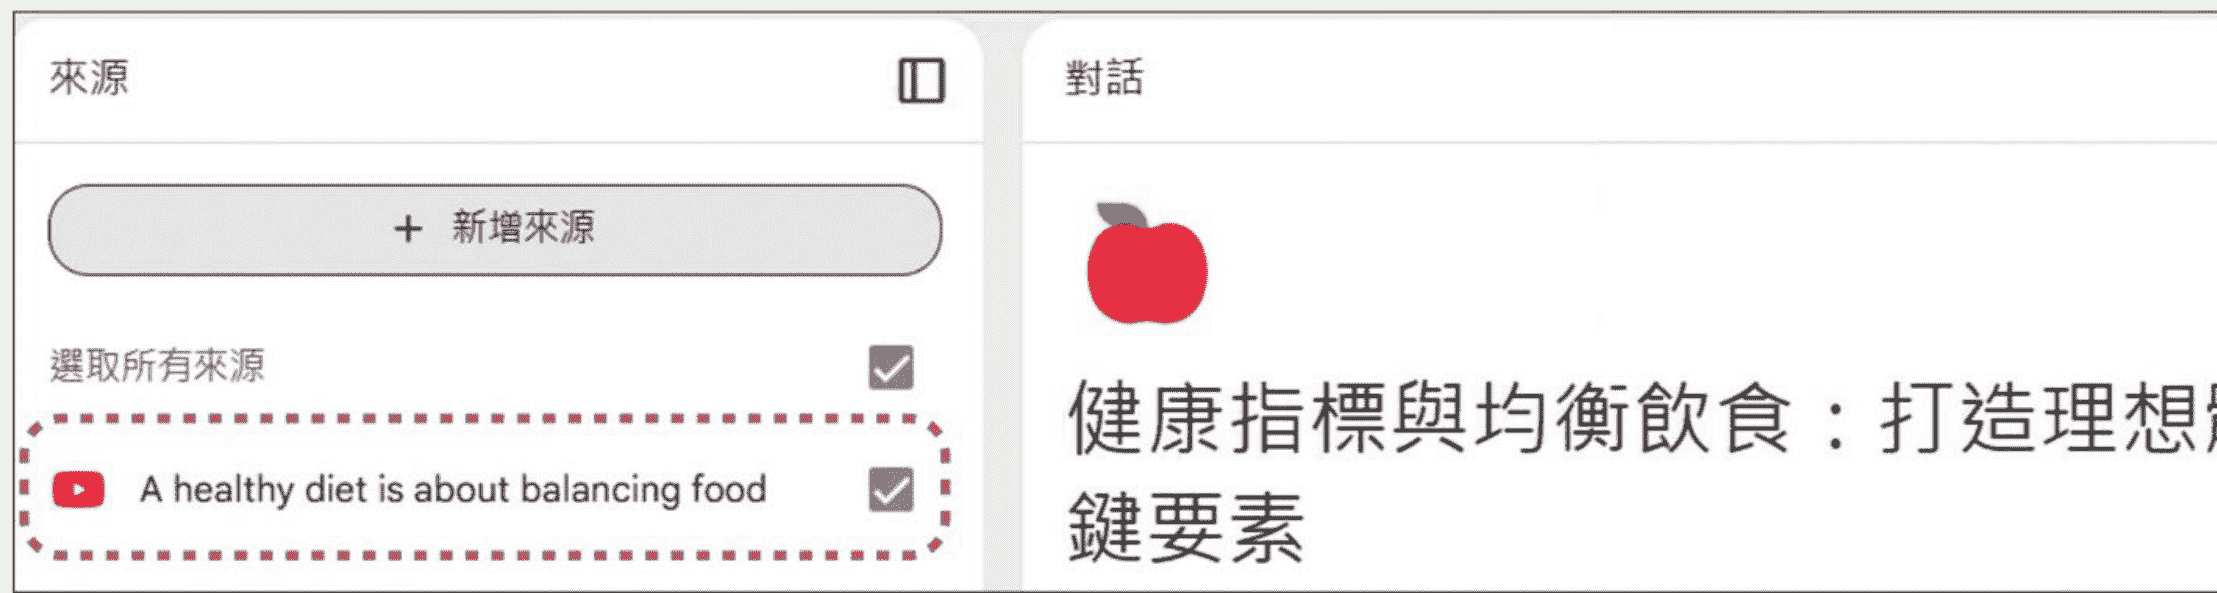 來源
+ 新增來源
選取所有來源
A healthy diet is about balancing food
對話
健康指標與均衡飲食：打造理想
鍵要素